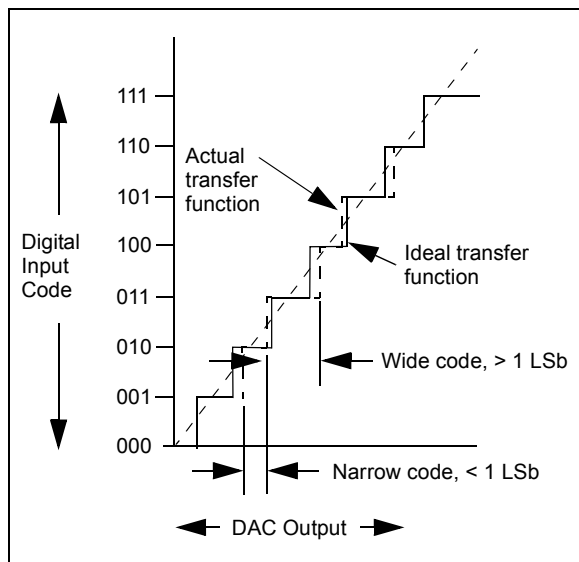 111
110
101
100
011
010
001
000
Digital
Input
Code
Actual
transfer
function
Ideal transfer
function
Wide code, > 1 LSb
Narrow code, < 1 LSb
DAC Output